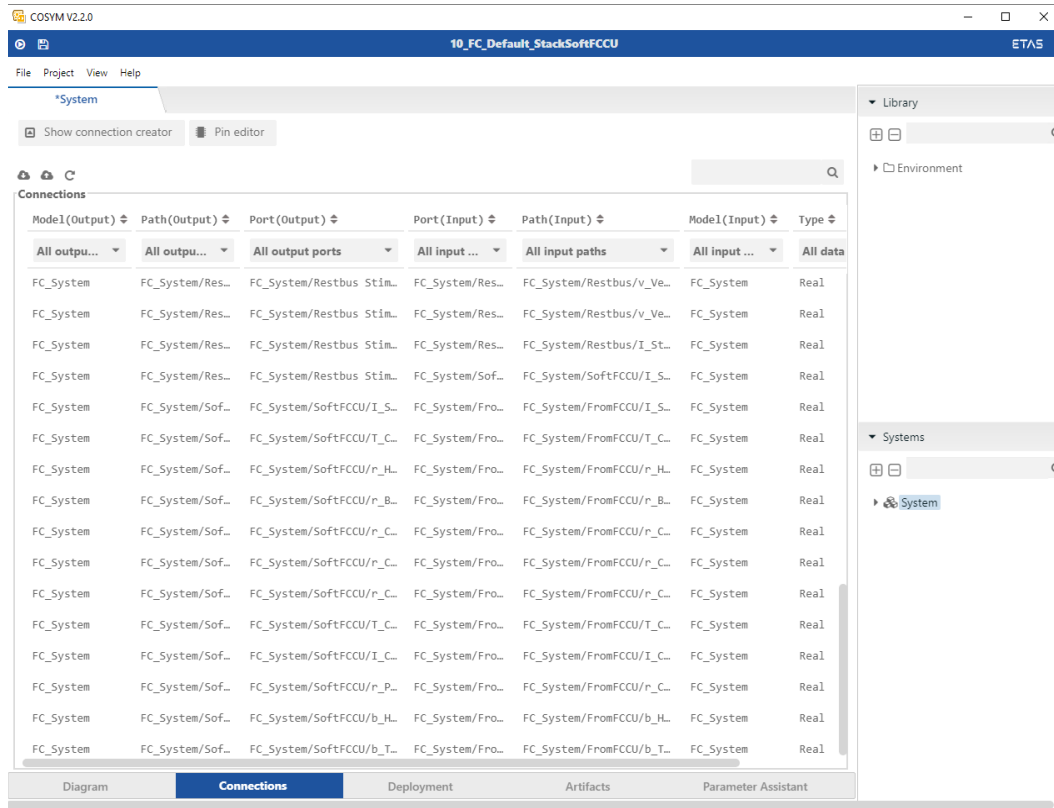 COSYM V2.2.0
10_FC_Default_StackSoftFCCU
ETAS
File Project View Help
*System
Show connection creator Pin editor
Connections
Model(Output) Path(Output) Port(Output) Port(Input) Path(Input) Model(Input) Type
All outpu... All outpu... All output ports All input ... All input paths All input ... All data
FC_System FC_System/Res… FC_System/Restbus Stim… FC_System/Res… FC_System/Restbus/v_Ve… FC_System Real
FC_System FC_System/Res… FC_System/Restbus Stim… FC_System/Res… FC_System/Restbus/v_Ve… FC_System Real
FC_System FC_System/Res… FC_System/Restbus Stim… FC_System/Res… FC_System/Restbus/I_St… FC_System Real
FC_System FC_System/Res… FC_System/Restbus Stim… FC_System/Sof… FC_System/SoftFCCU/I_S… FC_System Real
FC_System FC_System/Sof… FC_System/SoftFCCU/I_S… FC_System/Fro… FC_System/FromFCCU/I_S… FC_System Real
FC_System FC_System/Sof… FC_System/SoftFCCU/T_C… FC_System/Fro… FC_System/FromFCCU/T_C… FC_System Real
FC_System FC_System/Sof… FC_System/SoftFCCU/r_H… FC_System/Fro… FC_System/FromFCCU/r_H… FC_System Real
FC_System FC_System/Sof… FC_System/SoftFCCU/r_B… FC_System/Fro… FC_System/FromFCCU/r_B… FC_System Real
FC_System FC_System/Sof… FC_System/SoftFCCU/r_C… FC_System/Fro… FC_System/FromFCCU/r_C… FC_System Real
FC_System FC_System/Sof… FC_System/SoftFCCU/r_C… FC_System/Fro… FC_System/FromFCCU/r_C… FC_System Real
FC_System FC_System/Sof… FC_System/SoftFCCU/r_C… FC_System/Fro… FC_System/FromFCCU/r_C… FC_System Real
FC_System FC_System/Sof… FC_System/SoftFCCU/T_C… FC_System/Fro… FC_System/FromFCCU/T_C… FC_System Real
FC_System FC_System/Sof… FC_System/SoftFCCU/I_C… FC_System/Fro… FC_System/FromFCCU/I_C… FC_System Real
FC_System FC_System/Sof… FC_System/SoftFCCU/r_P… FC_System/Fro… FC_System/FromFCCU/r_C… FC_System Real
FC_System FC_System/Sof… FC_System/SoftFCCU/b_H… FC_System/Fro… FC_System/FromFCCU/b_H… FC_System Real
FC_System FC_System/Sof… FC_System/SoftFCCU/b_T… FC_System/Fro… FC_System/FromFCCU/b_T… FC_System Real
Diagram Connections Deployment Artifacts Parameter Assistant
Library
Environment
Systems
System